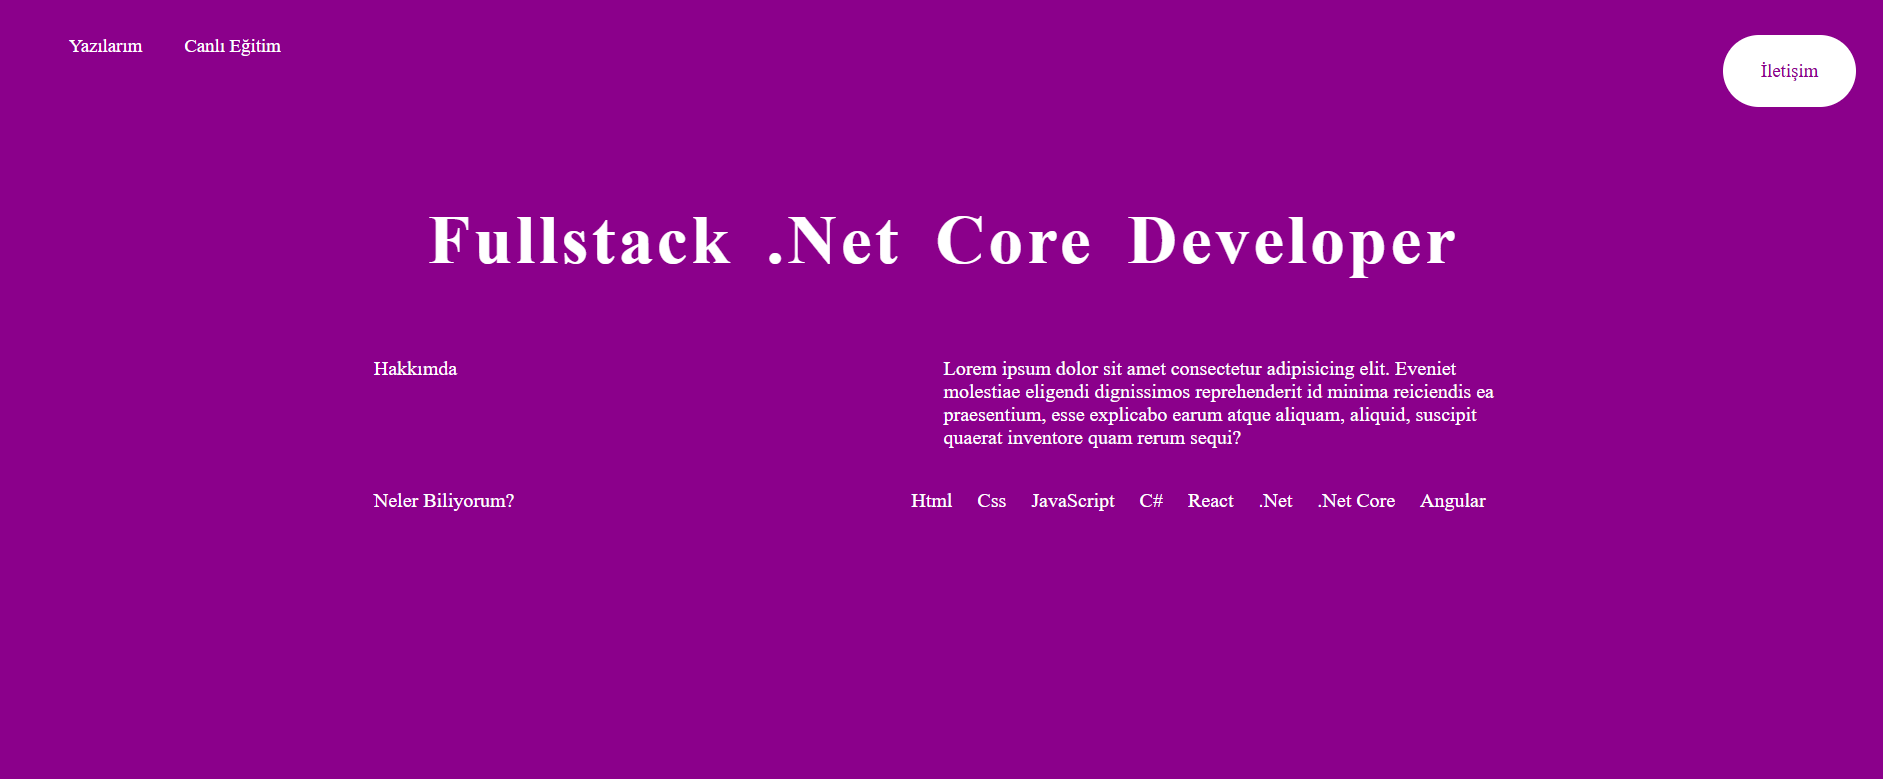 Yazılarım Canlı Eğitim İletişim
Fullstack .Net Core Developer
Hakkımda
Lorem ipsum dolor sit amet consectetur adipisicing elit. Eveniet
molestiae eligendi dignissimos reprehenderit id minima reiciendis ea
praesentium, esse explicabo earum atque aliquam, aliquid, suscipit
quaerat inventore quam rerum sequi?
Neler Biliyorum?
Html Css JavaScript C# React .Net .Net Core Angular